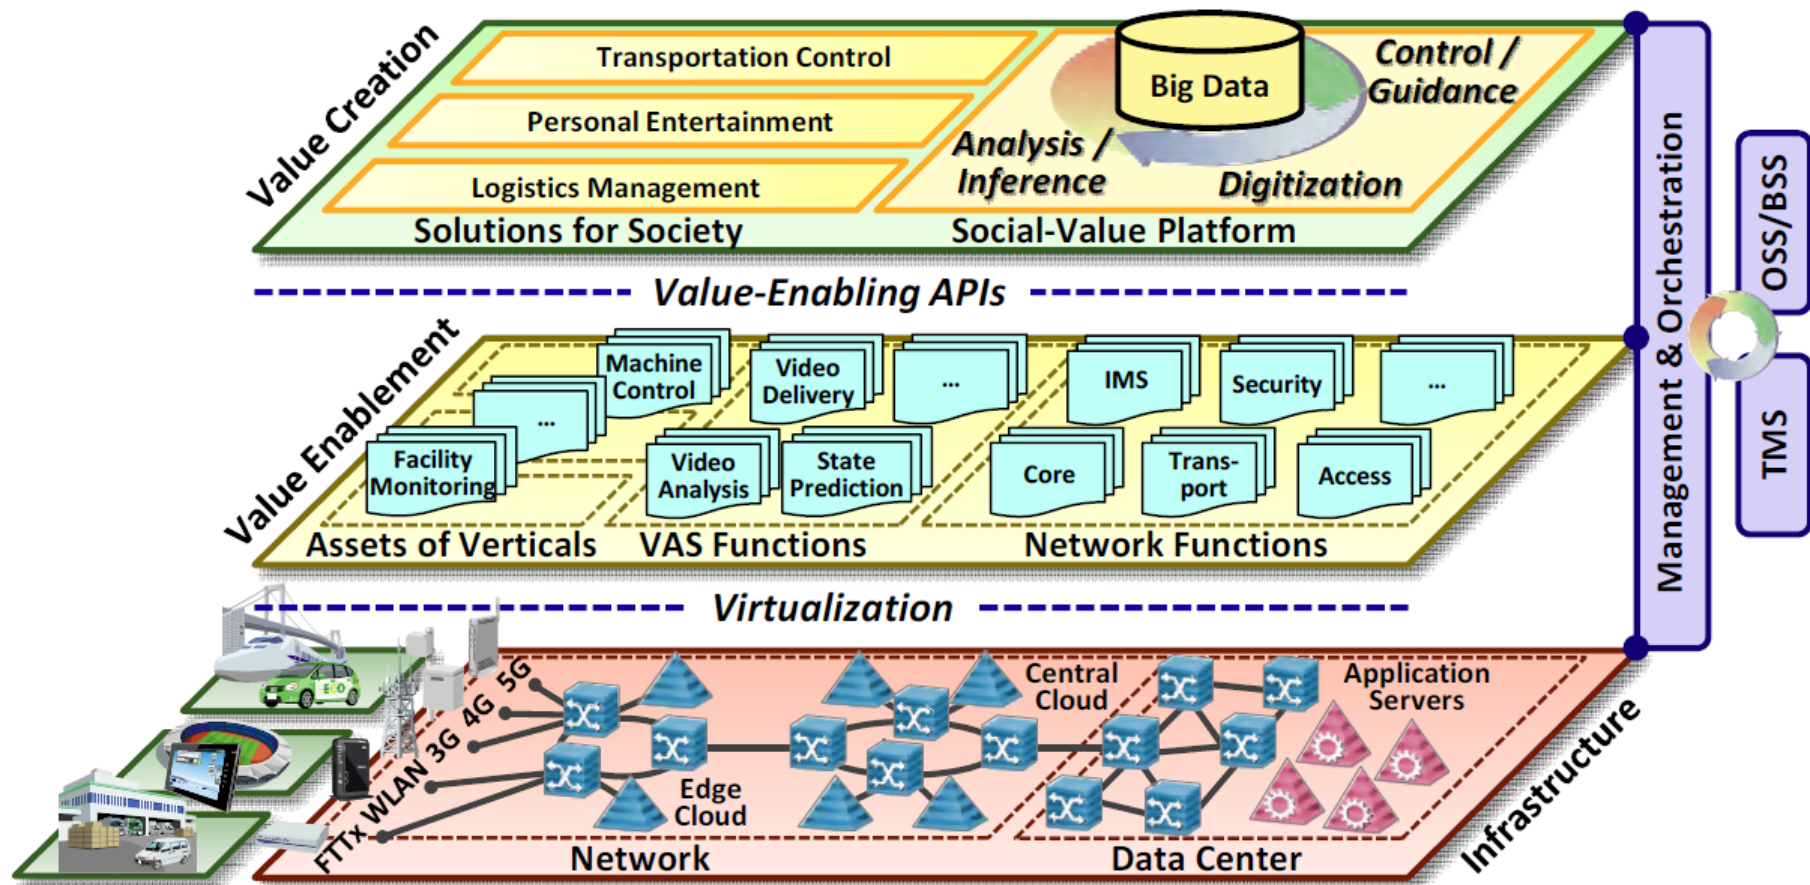 Value Creation
Transportation Control
Personal Entertainment
Logistics Management
Solutions for Society
Big Data
Control /
Guidance
Analysis /
Inference
Digitization
Social-Value Platform
Value-Enabling APIs
Value Enablement
Machine
Control
...
Facility
Monitoring
Assets of Verticals
Video
Delivery
...
Video
Analysis
State
Prediction
VAS Functions
IMS
Security
...
Core
Trans-
port
Access
Network Functions
Virtualization
5G
4G
3G
WLAN
FTTx
ECO
Edge
Cloud
Central
Cloud
Network
Application
Servers
Data Center
Infrastructure
Management & Orchestration
OSS/BSS
TMS